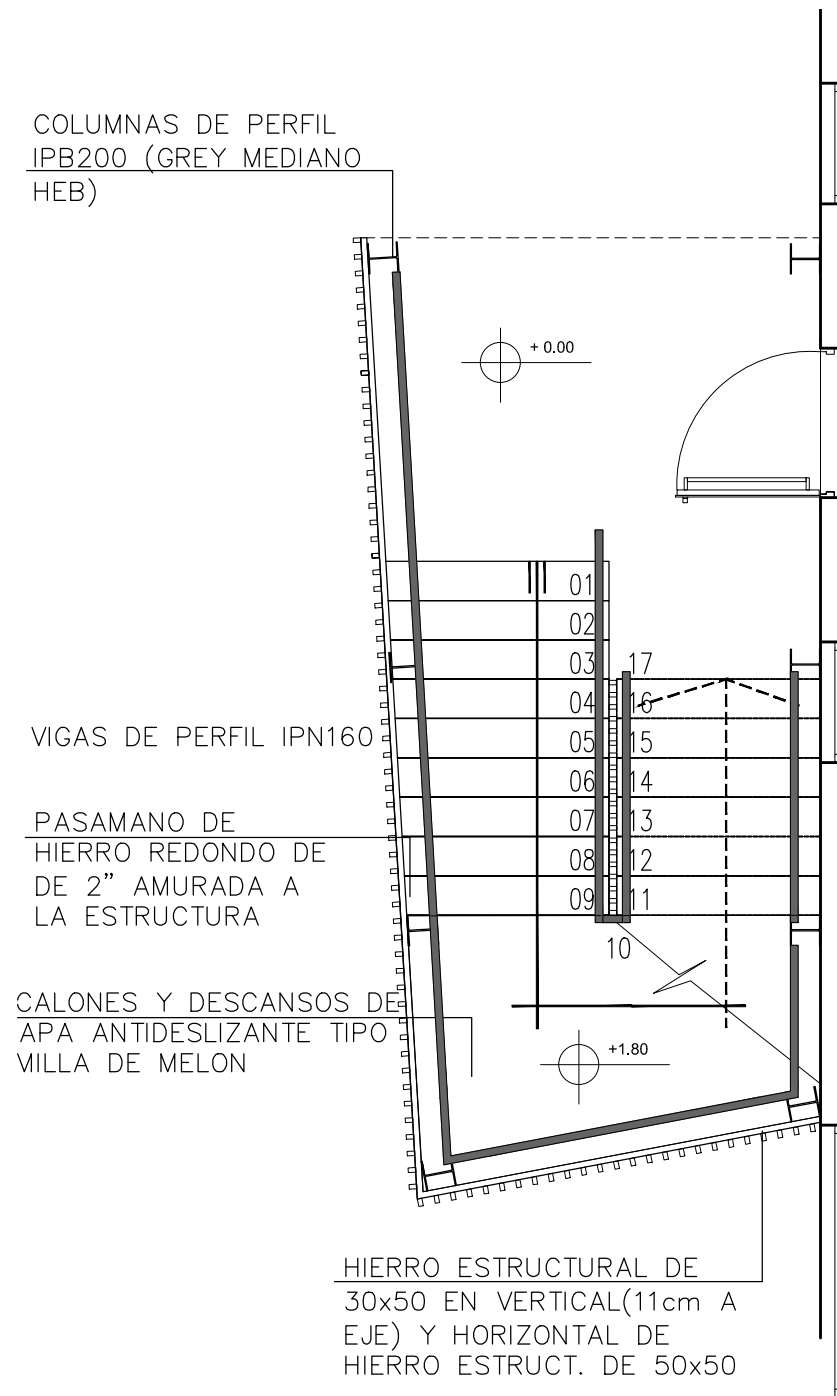 COLUMNAS DE PERFIL
IPB200 (GREY MEDIANO
HEB)
+ 0.00
01
02
03 17
04 16
05 15
VIGAS DE PERFIL IPN160
06 14
07 13
08 12
09 11
10
PASAMANO DE
HIERRO REDONDO DE
DE 2” AMURADA A
LA ESTRUCTURA
CALONES Y DESCANSOS DE
APA ANTIDESLIZANTE TIPO
MILLA DE MELON
+1.80
HIERRO ESTRUCTURAL DE
30x50 EN VERTICAL(11cm A
EJE) Y HORIZONTAL DE
HIERRO ESTRUCT. DE 50x50